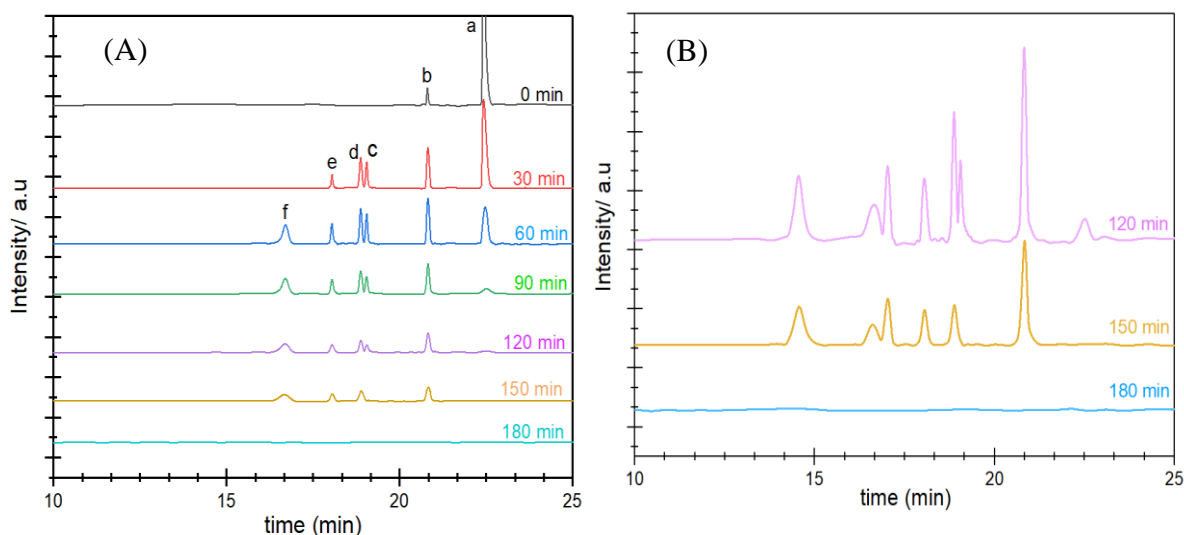 (A)
a
b
0 min
e
d
c
30 min
f
60 min
90 min
120 min
150 min
180 min
10
15
20
25
time (min)
Intensity/ a.u
(B)
120 min
150 min
180 min
10
15
20
25
time (min)
Intensity/ a.u